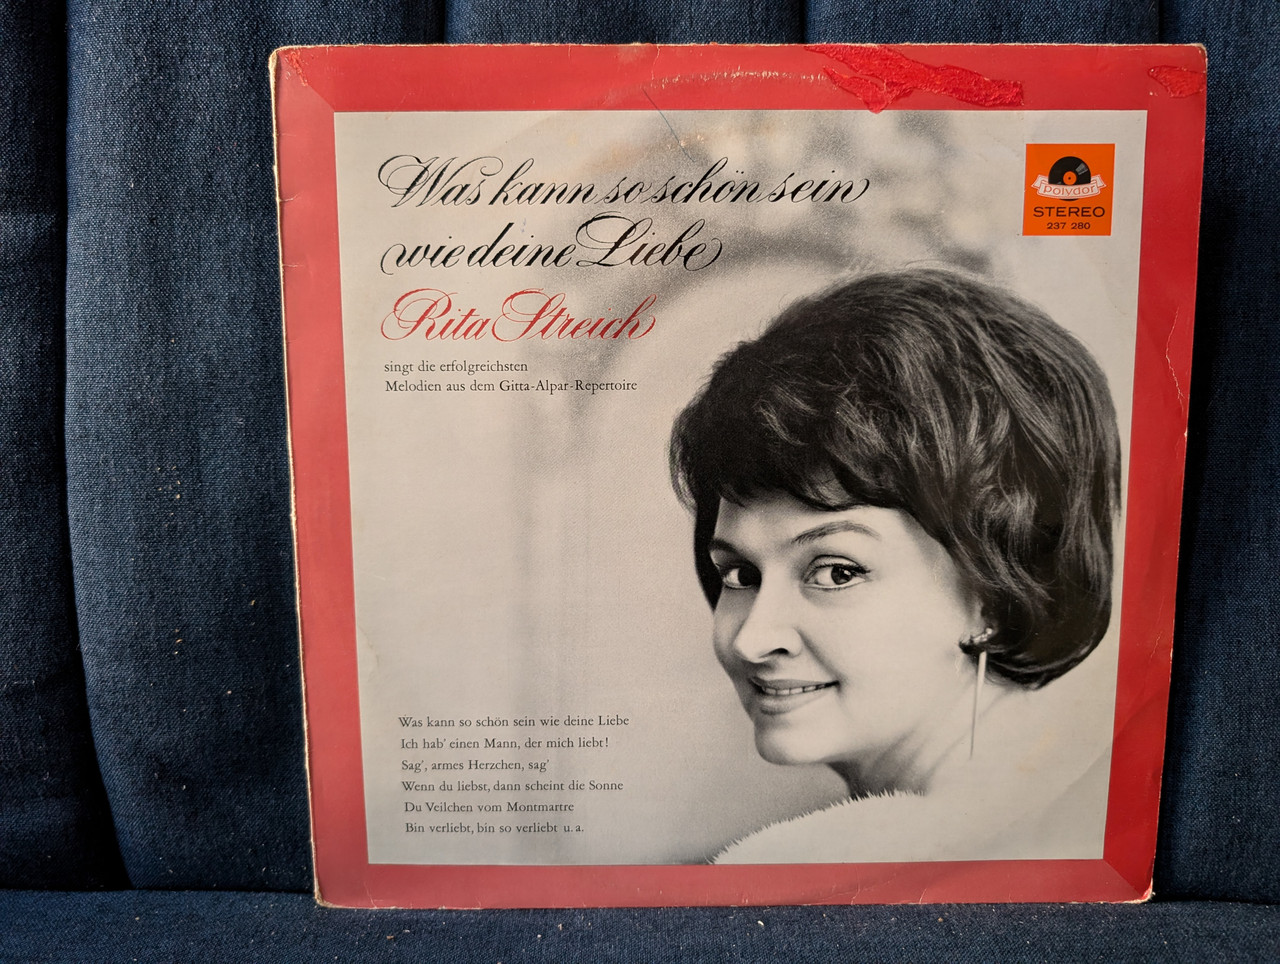 Was kann so schön sein
wie deine Liebe
Rita Streich
singt die erfolgreichsten
Melodien aus dem Gitta-Alpar-Repertoire
Polydor
STEREO
237 280
Was kann so schön sein wie deine Liebe
Ich hab' einen Mann, der mich liebt!
Sag', armes Herzchen, sag'
Wenn du liebst, dann scheint die Sonne
Du Veilchen vom Montmartre
Bin verliebt, bin so verliebt u. a.